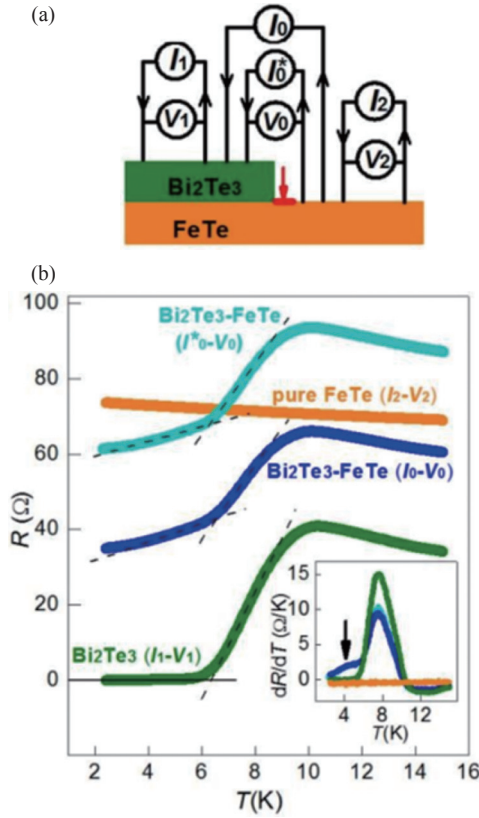 (a)
I0
I1
I0*
I2
V1
V0
V2
Bi2Te3
FeTe
(b)
100
80
60
40
20
0
R (Ω)
Bi2Te3-FeTe
(I*0-V0)
pure FeTe (I2-V2)
Bi2Te3-FeTe (I0-V0)
Bi2Te3 (I1-V1)
15
10
5
0
dR/dT (Ω/K)
4 8 12
T(K)
2 4 6 8 10 12 14 16
T(K)